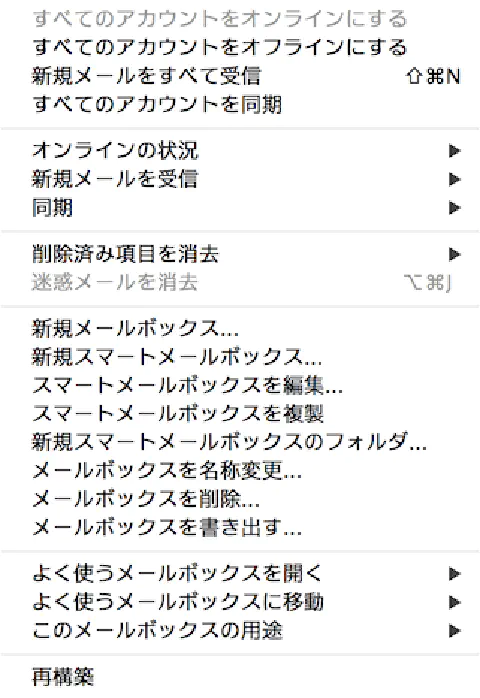 すべてのアカウントをオンラインにする
すべてのアカウントをオフラインにする
新規メールをすべて受信 ⇧⌘N
すべてのアカウントを同期
オンラインの状況 ▶
新規メールを受信 ▶
同期 ▶
削除済み項目を消去 ▶
迷惑メールを消去 ⌥⌘J
新規メールボックス...
新規スマートメールボックス...
スマートメールボックスを編集...
スマートメールボックスを複製
新規スマートメールボックスのフォルダ...
メールボックスを名称変更...
メールボックスを削除...
メールボックスを書き出す...
よく使うメールボックスを開く ▶
よく使うメールボックスに移動 ▶
このメールボックスの用途 ▶
再構築